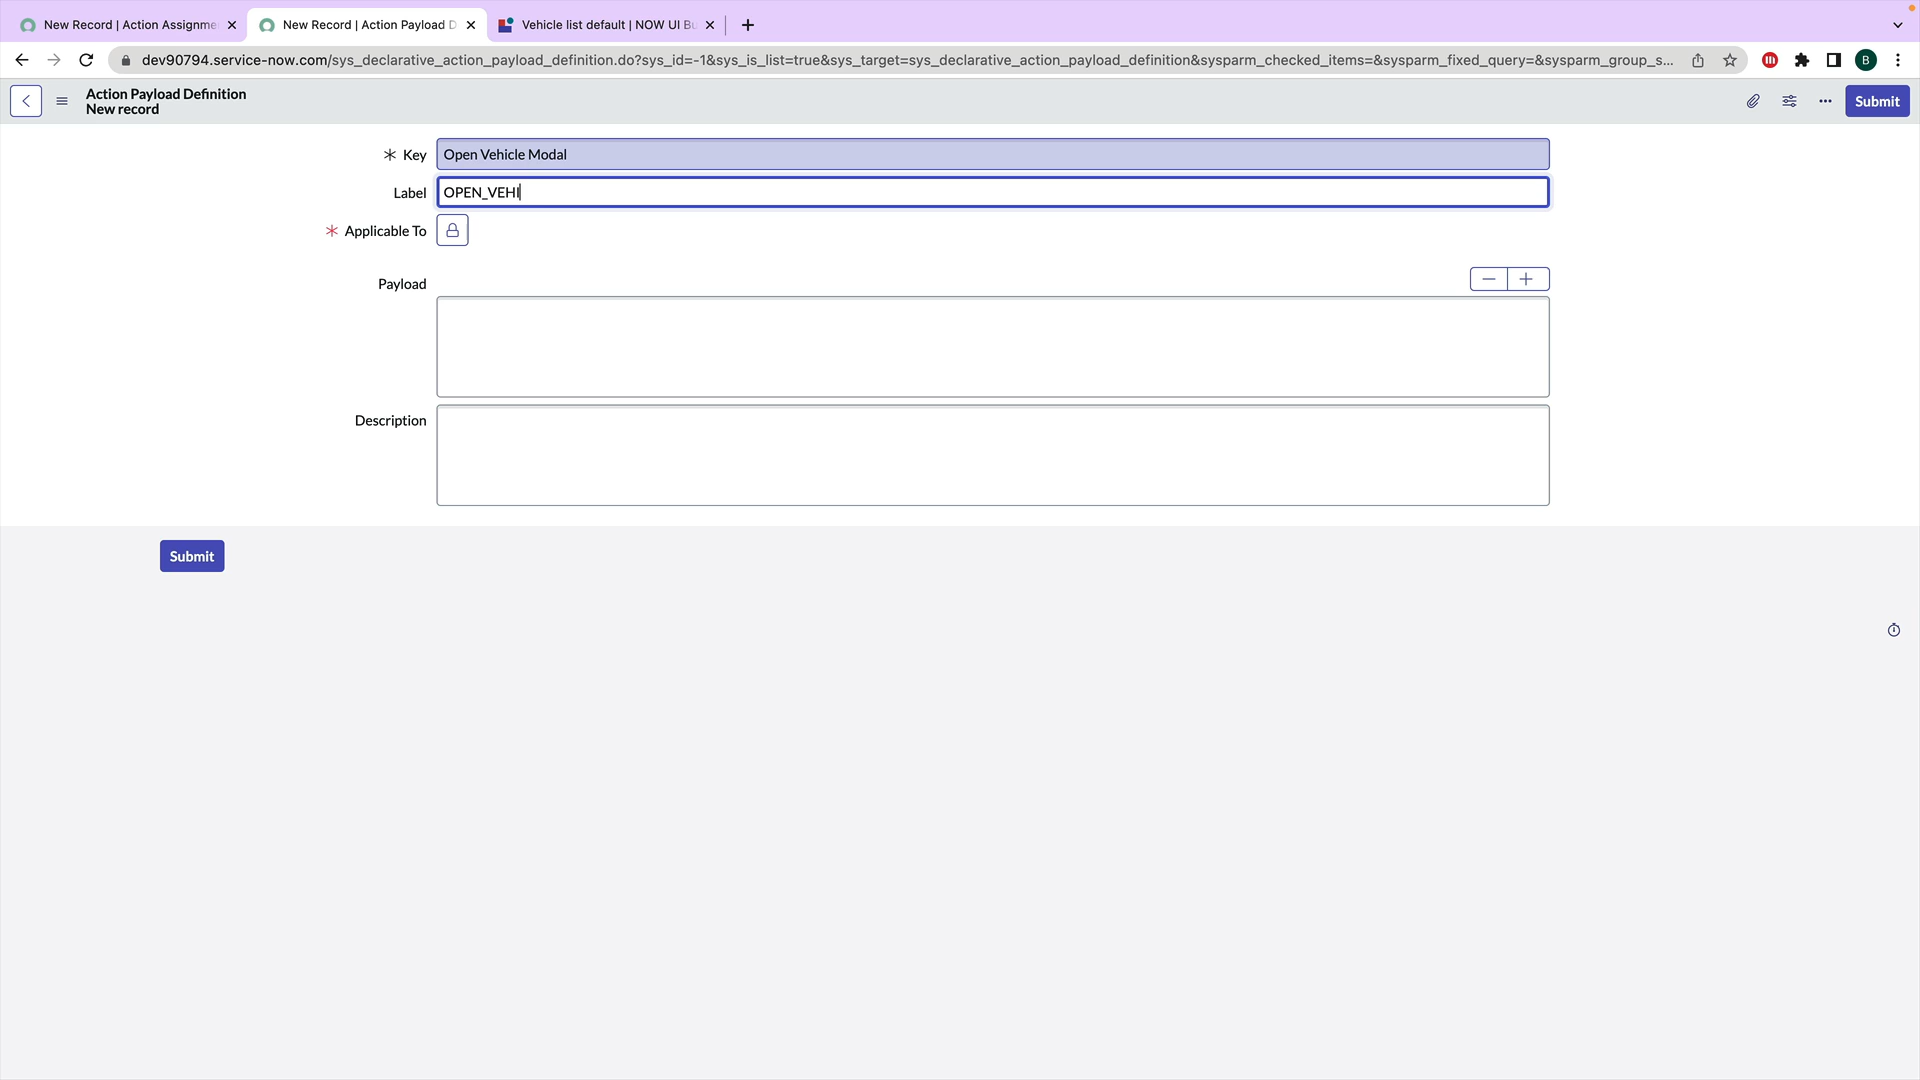 New Record | Action Assignme
New Record | Action Payload D
Vehicle list default | NOW UI Bu
dev90794.service-now.com/sys_declarative_action_payload_definition.do?sys_id=-1&sys_is_list=true&sys_target=sys_declarative_action_payload_definition&sysparm_checked_items=&sysparm_fixed_query=&sysparm_group_s...
B
Action Payload Definition
New record
Submit
Key
Open Vehicle Modal
Label
OPEN_VEHI
Applicable To
Payload
Description
Submit